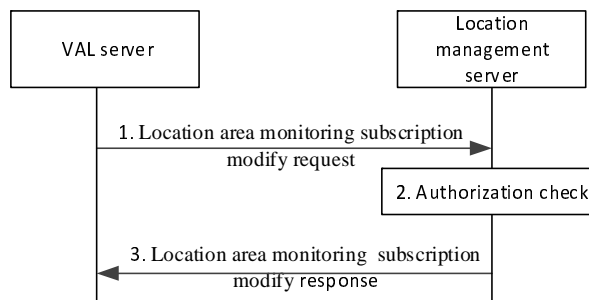 VAL server
Location
management
server
1. Location area monitoring subscription
modify request
2. Authorization check
3. Location area monitoring subscription
modify response